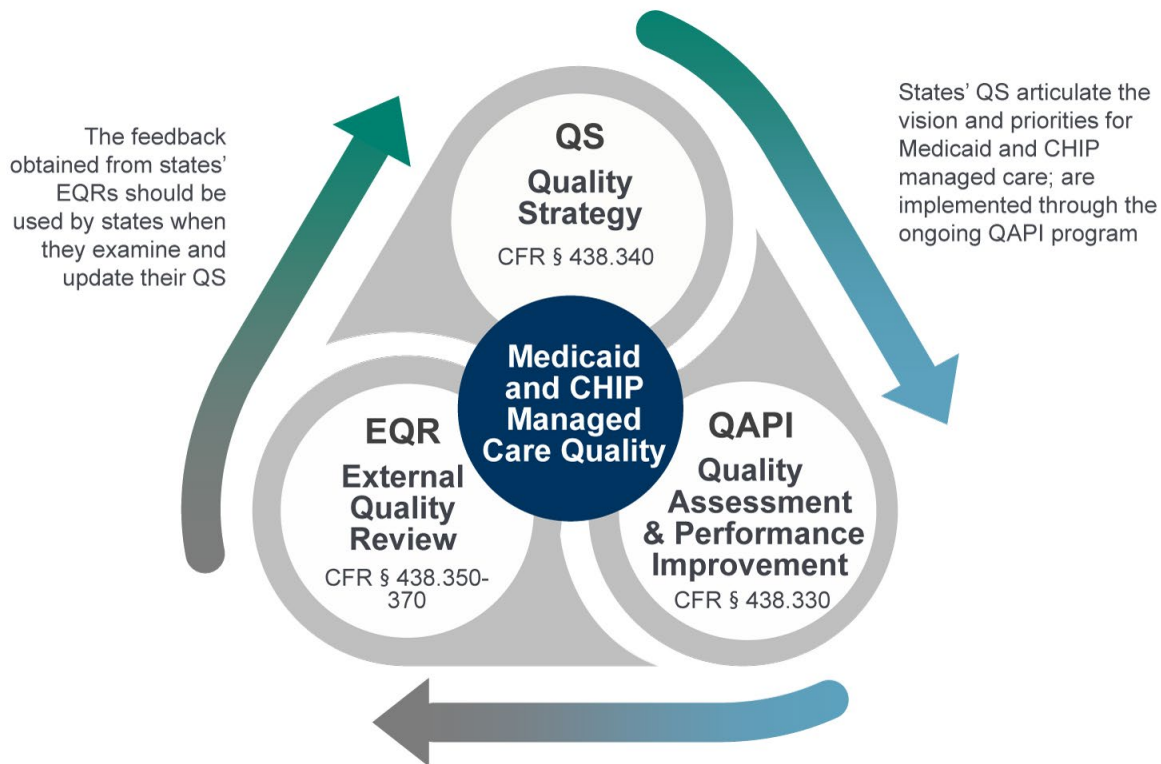 The feedback
obtained from states’
EQRs should be
used by states when
they examine and
update their QS
QS
Quality
Strategy
CFR § 438.340
States’ QS articulate the
vision and priorities for
Medicaid and CHIP
managed care; are
implemented through the
ongoing QAPI program
Medicaid
and CHIP
Managed
Care Quality
EQR
External
Quality
Review
CFR § 438.350-
370
QAPI
Quality
Assessment
& Performance
Improvement
CFR § 438.330